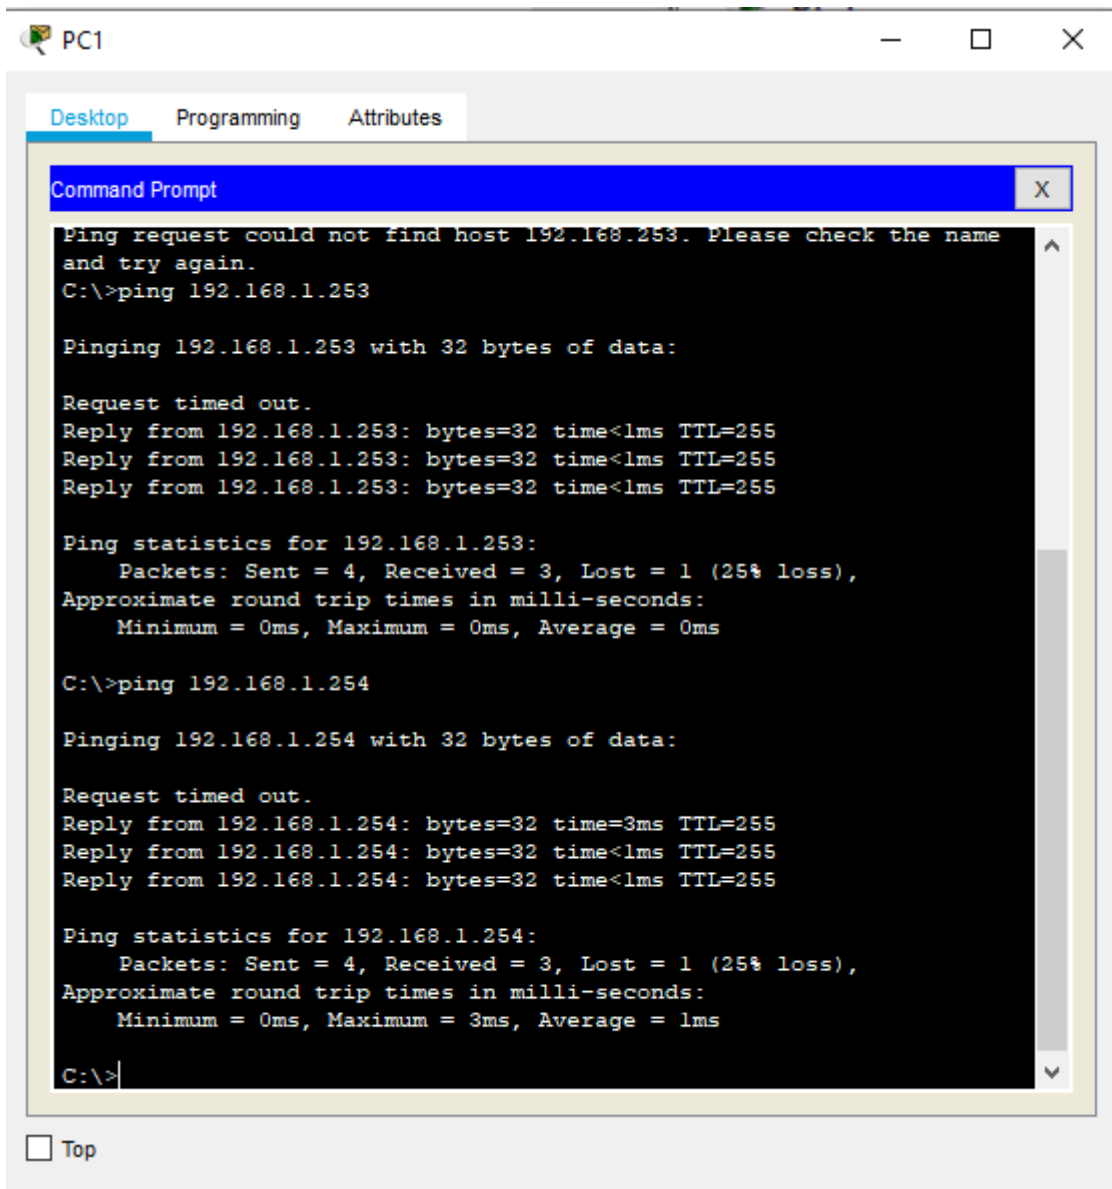 PC1
Desktop Programming Attributes
Command Prompt X
Ping request could not find host 192.168.253. Please check the name
and try again.
C:\>ping 192.168.1.253
Pinging 192.168.1.253 with 32 bytes of data:
Request timed out.
Reply from 192.168.1.253: bytes=32 time<1ms TTL=255
Reply from 192.168.1.253: bytes=32 time<1ms TTL=255
Reply from 192.168.1.253: bytes=32 time<1ms TTL=255
Ping statistics for 192.168.1.253:
Packets: Sent = 4, Received = 3, Lost = 1 (25% loss),
Approximate round trip times in milli-seconds:
Minimum = 0ms, Maximum = 0ms, Average = 0ms
C:\>ping 192.168.1.254
Pinging 192.168.1.254 with 32 bytes of data:
Request timed out.
Reply from 192.168.1.254: bytes=32 time=3ms TTL=255
Reply from 192.168.1.254: bytes=32 time<1ms TTL=255
Reply from 192.168.1.254: bytes=32 time<1ms TTL=255
Ping statistics for 192.168.1.254:
Packets: Sent = 4, Received = 3, Lost = 1 (25% loss),
Approximate round trip times in milli-seconds:
Minimum = 0ms, Maximum = 3ms, Average = 1ms
C:\>
Top